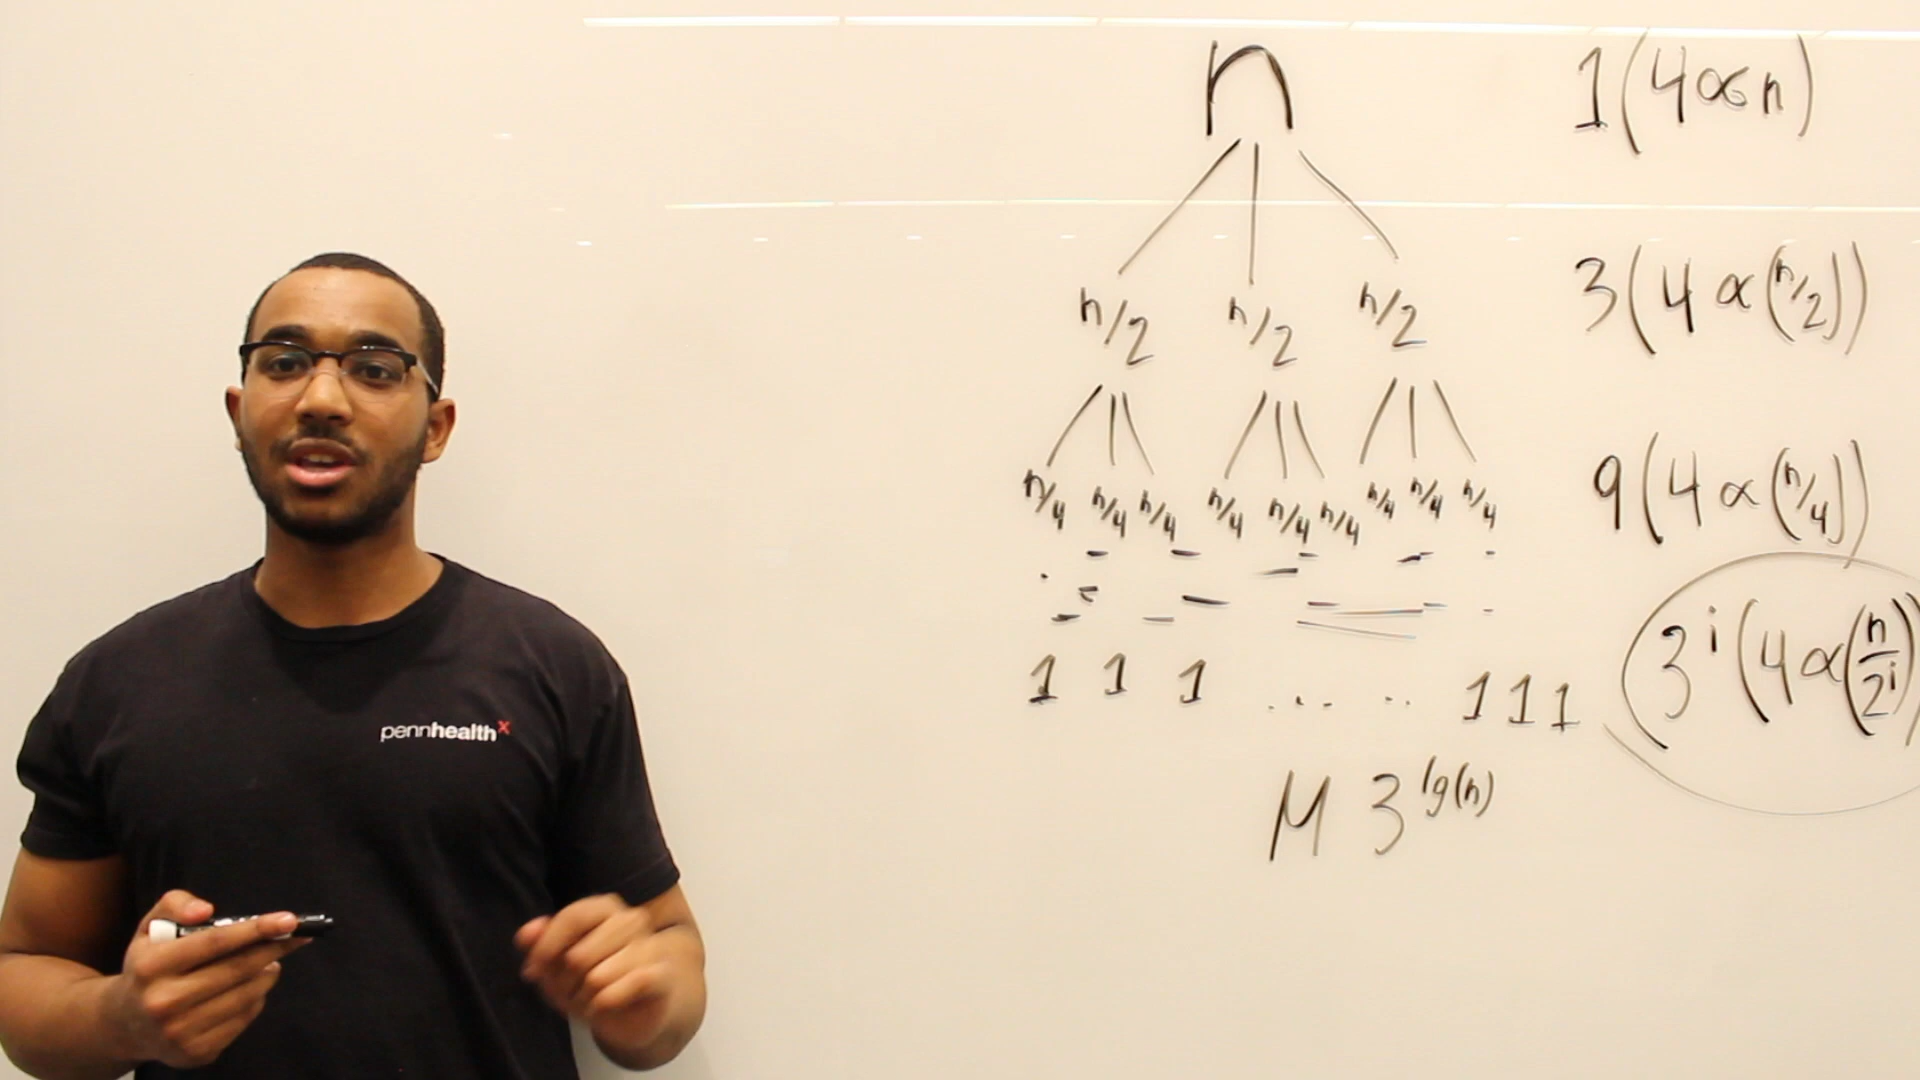 n
1(4αn)
n/2 n/2 n/2
3(4α(n/2))
n/4 n/4 n/4 n/4 n/4 n/4 n/4 n/4 n/4
9(4α(n/4))
1 1 1 ... .. 1 1 1
3^i(4α(n/2^i))
M 3^lg(n)
pennhealthx